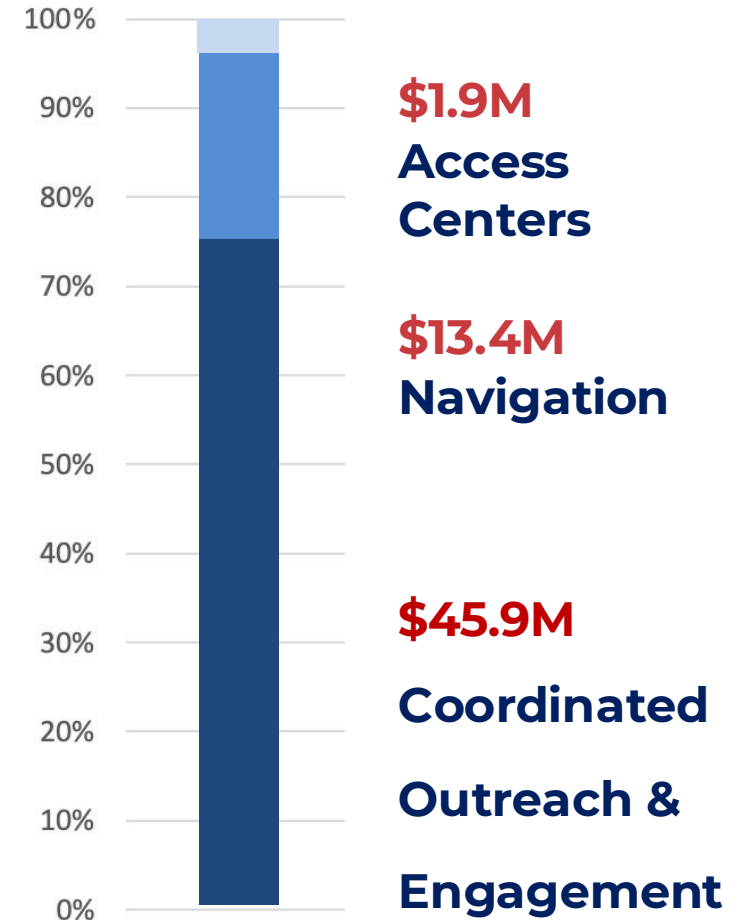 100%
90%
80%
70%
60%
50%
40%
30%
20%
10%
0%
$1.9M
Access
Centers
$13.4M
Navigation
$45.9M
Coordinated
Outreach &
Engagement